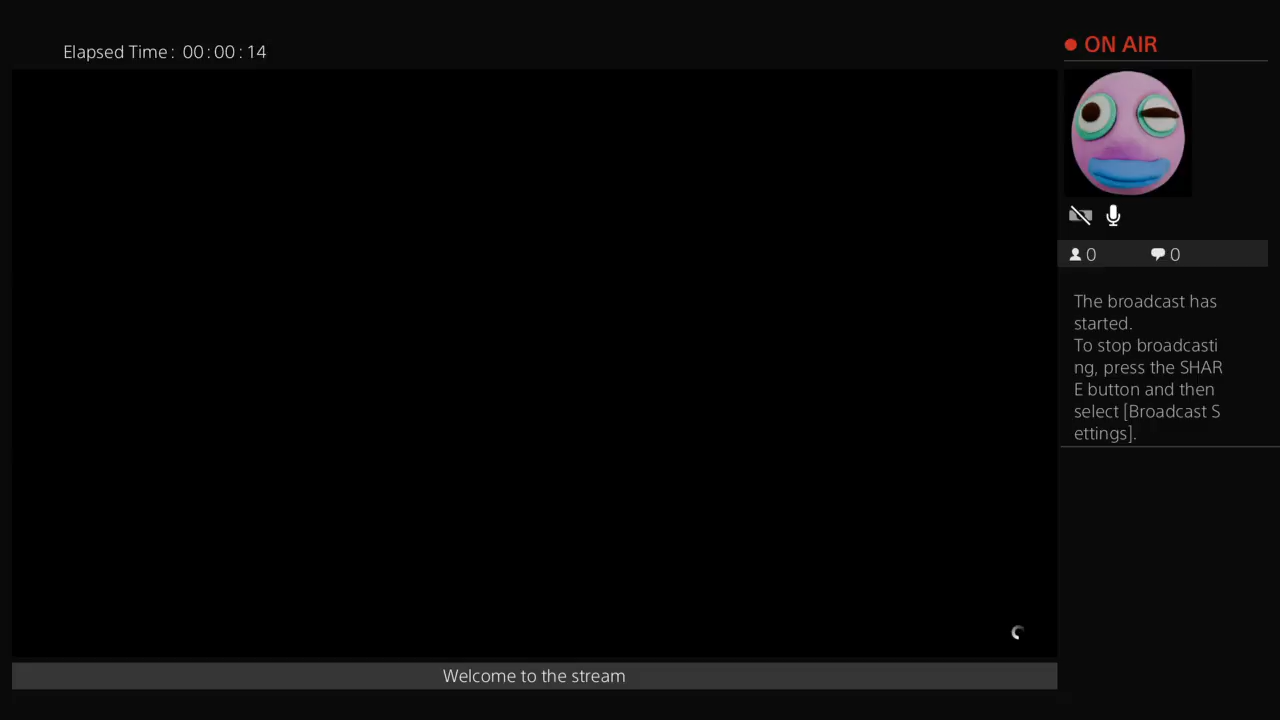 Elapsed Time: 00:00:14
ON AIR
0 0
The broadcast has
started.
To stop broadcasti
ng, press the SHAR
E button and then
select [Broadcast S
ettings].
Welcome to the stream